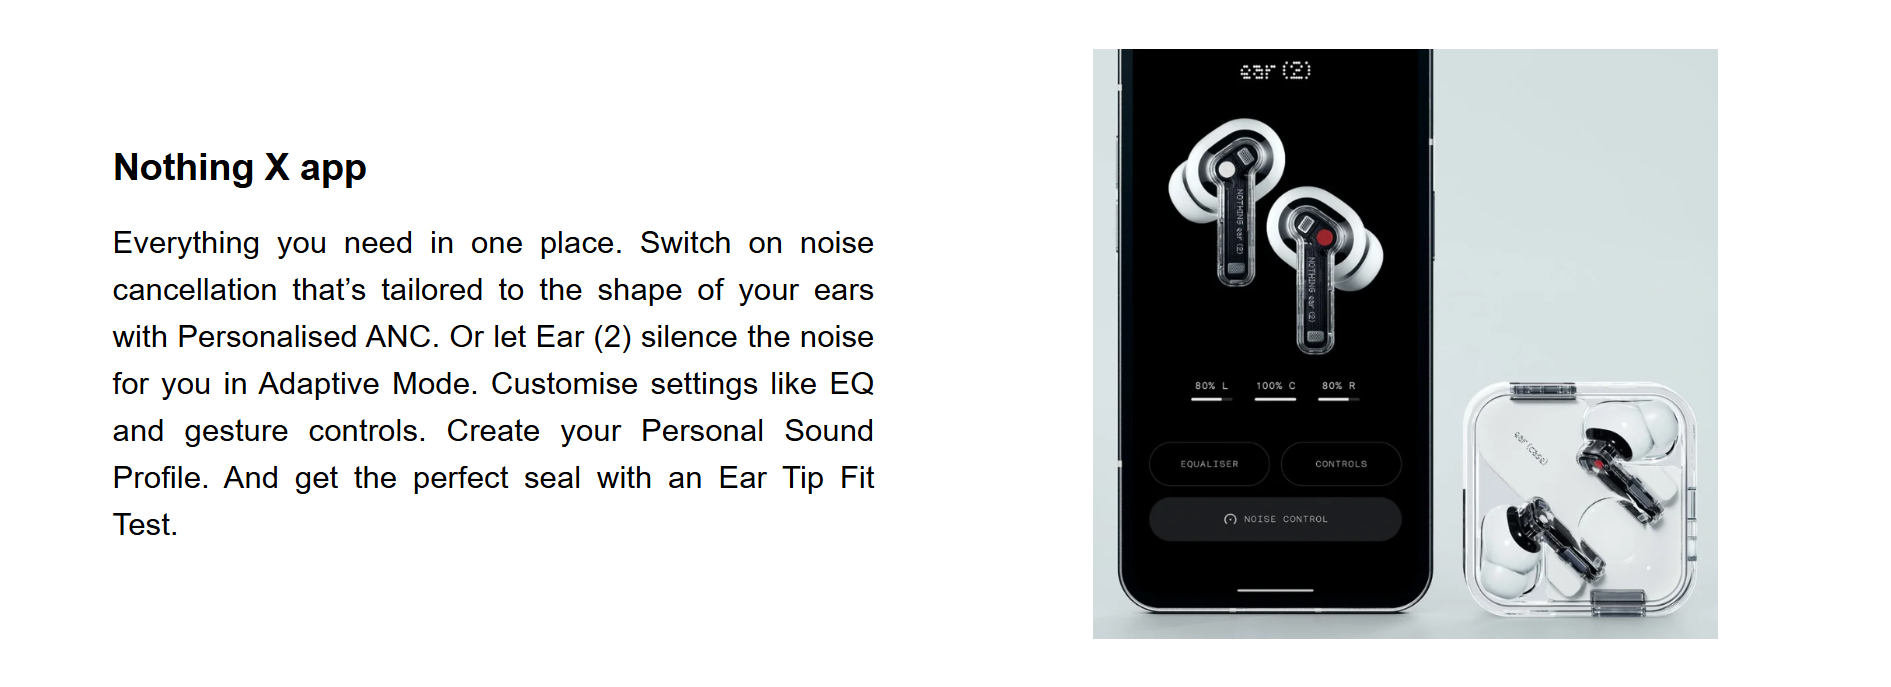 Nothing X app
Everything you need in one place. Switch on noise
cancellation that’s tailored to the shape of your ears
with Personalised ANC. Or let Ear (2) silence the noise
for you in Adaptive Mode. Customise settings like EQ
and gesture controls. Create your Personal Sound
Profile. And get the perfect seal with an Ear Tip Fit
Test.
ear (2)
NOTHING ear (2)
NOTHING ear (2)
80% L 100% C 80% R
EQUALISER CONTROLS
NOISE CONTROL
ear (case)